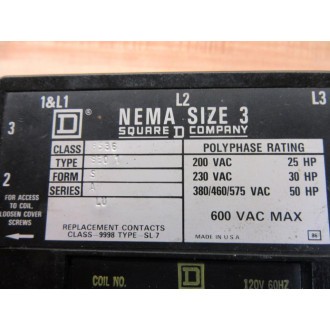 1&L1 L2 L3
D NEMA SIZE 3
SQUARE D COMPANY
3
CLASS 8536 POLYPHASE RATING
TYPE 200 VAC 25 HP
FORM S 230 VAC 30 HP
SERIES A 380/460/575 VAC 50 HP
2
FOR ACCESS
TO COIL,
LOOSEN COVER
SCREWS
600 VAC MAX
REPLACEMENT CONTACTS
CLASS-9998 TYPE-SL7
MADE IN U.S.A.
COIL NO. D 120V 60HZ